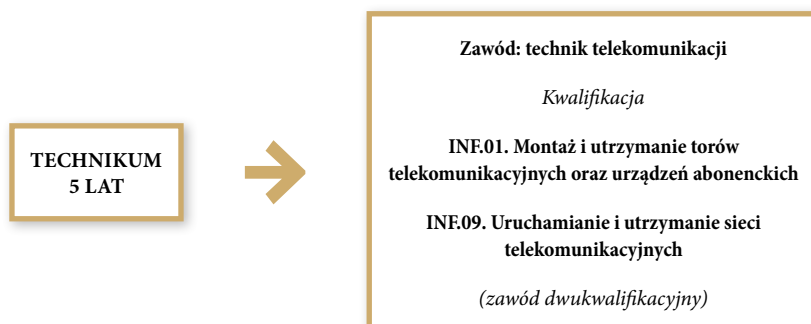 TECHNIKUM
5 LAT
Zawód: technik telekomunikacji
Kwalifikacja
INF.01. Montaż i utrzymanie torów
telekomunikacyjnych oraz urządzeń abonenckich
INF.09. Uruchamianie i utrzymanie sieci
telekomunikacyjnych
(zawód dwukwalifikacyjny)